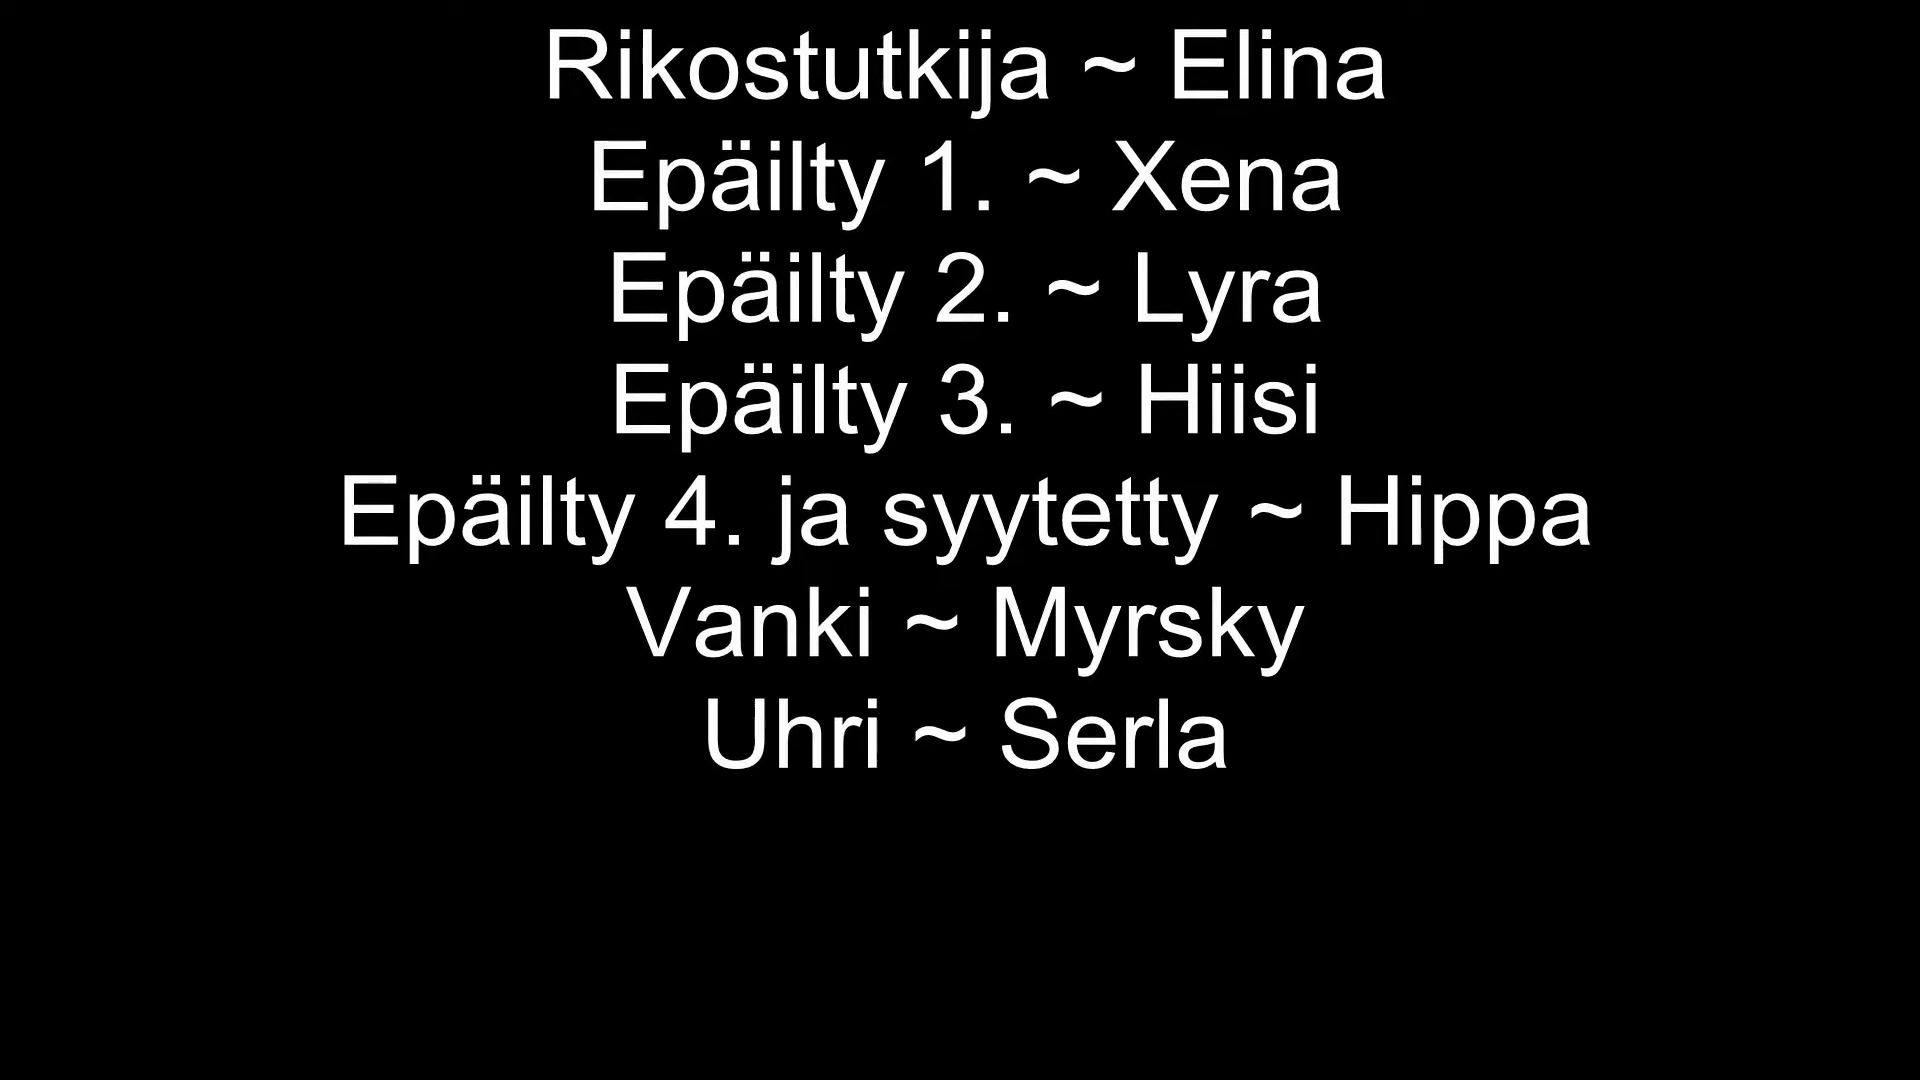 Rikostutkija ~ Elina
Epäilty 1. ~ Xena
Epäilty 2. ~ Lyra
Epäilty 3. ~ Hiisi
Epäilty 4. ja syytetty ~ Hippa
Vanki ~ Myrsky
Uhri ~ Serla